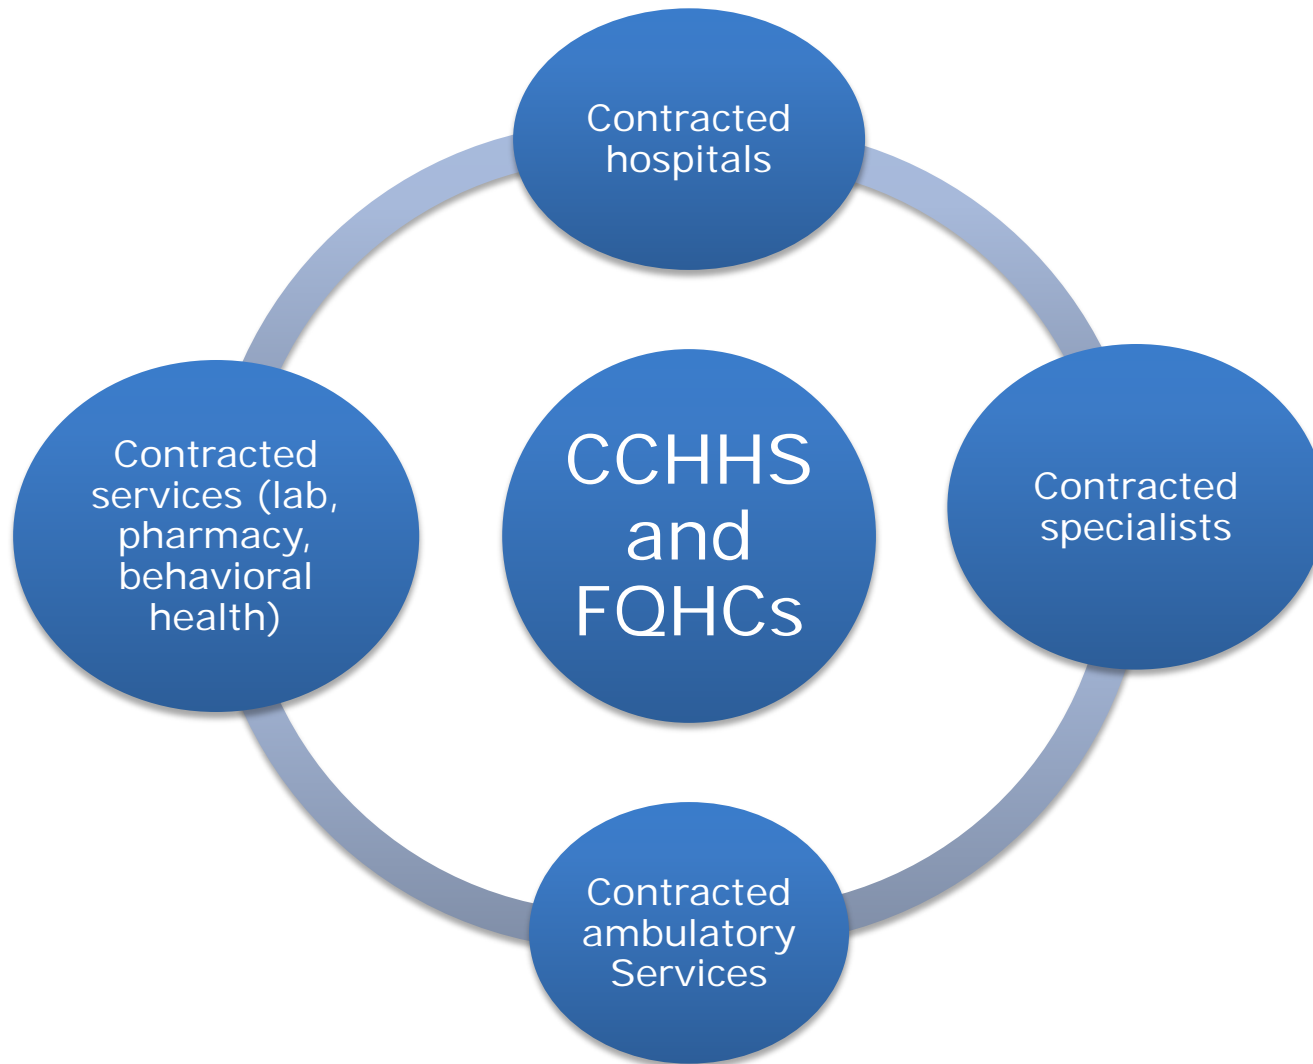 Contracted
hospitals
Contracted
services (lab,
pharmacy,
behavioral
health)
CCHHS
and
FQHCs
Contracted
specialists
Contracted
ambulatory
Services